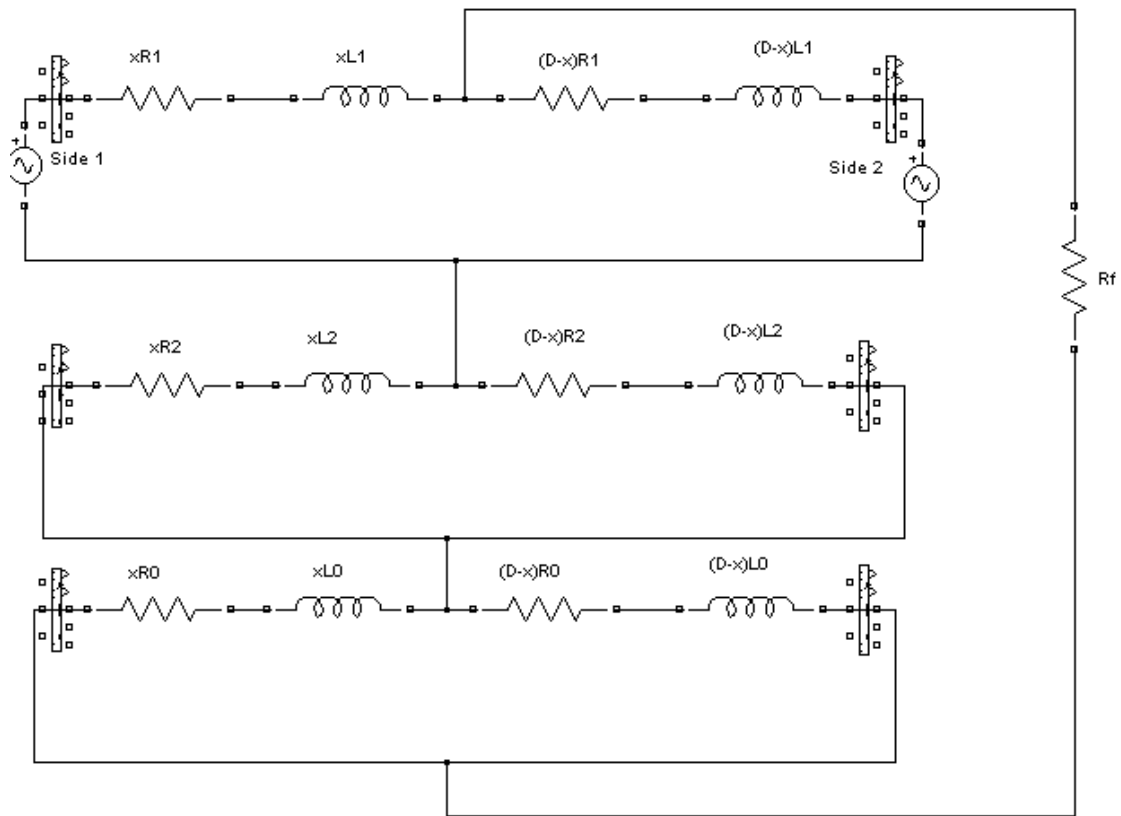 xR1
xL1
(D-x)R1
(D-x)L1
+
Side 1
+
Side 2
Rf
xR2
xL2
(D-x)R2
(D-x)L2
xR0
xL0
(D-x)R0
(D-x)L0